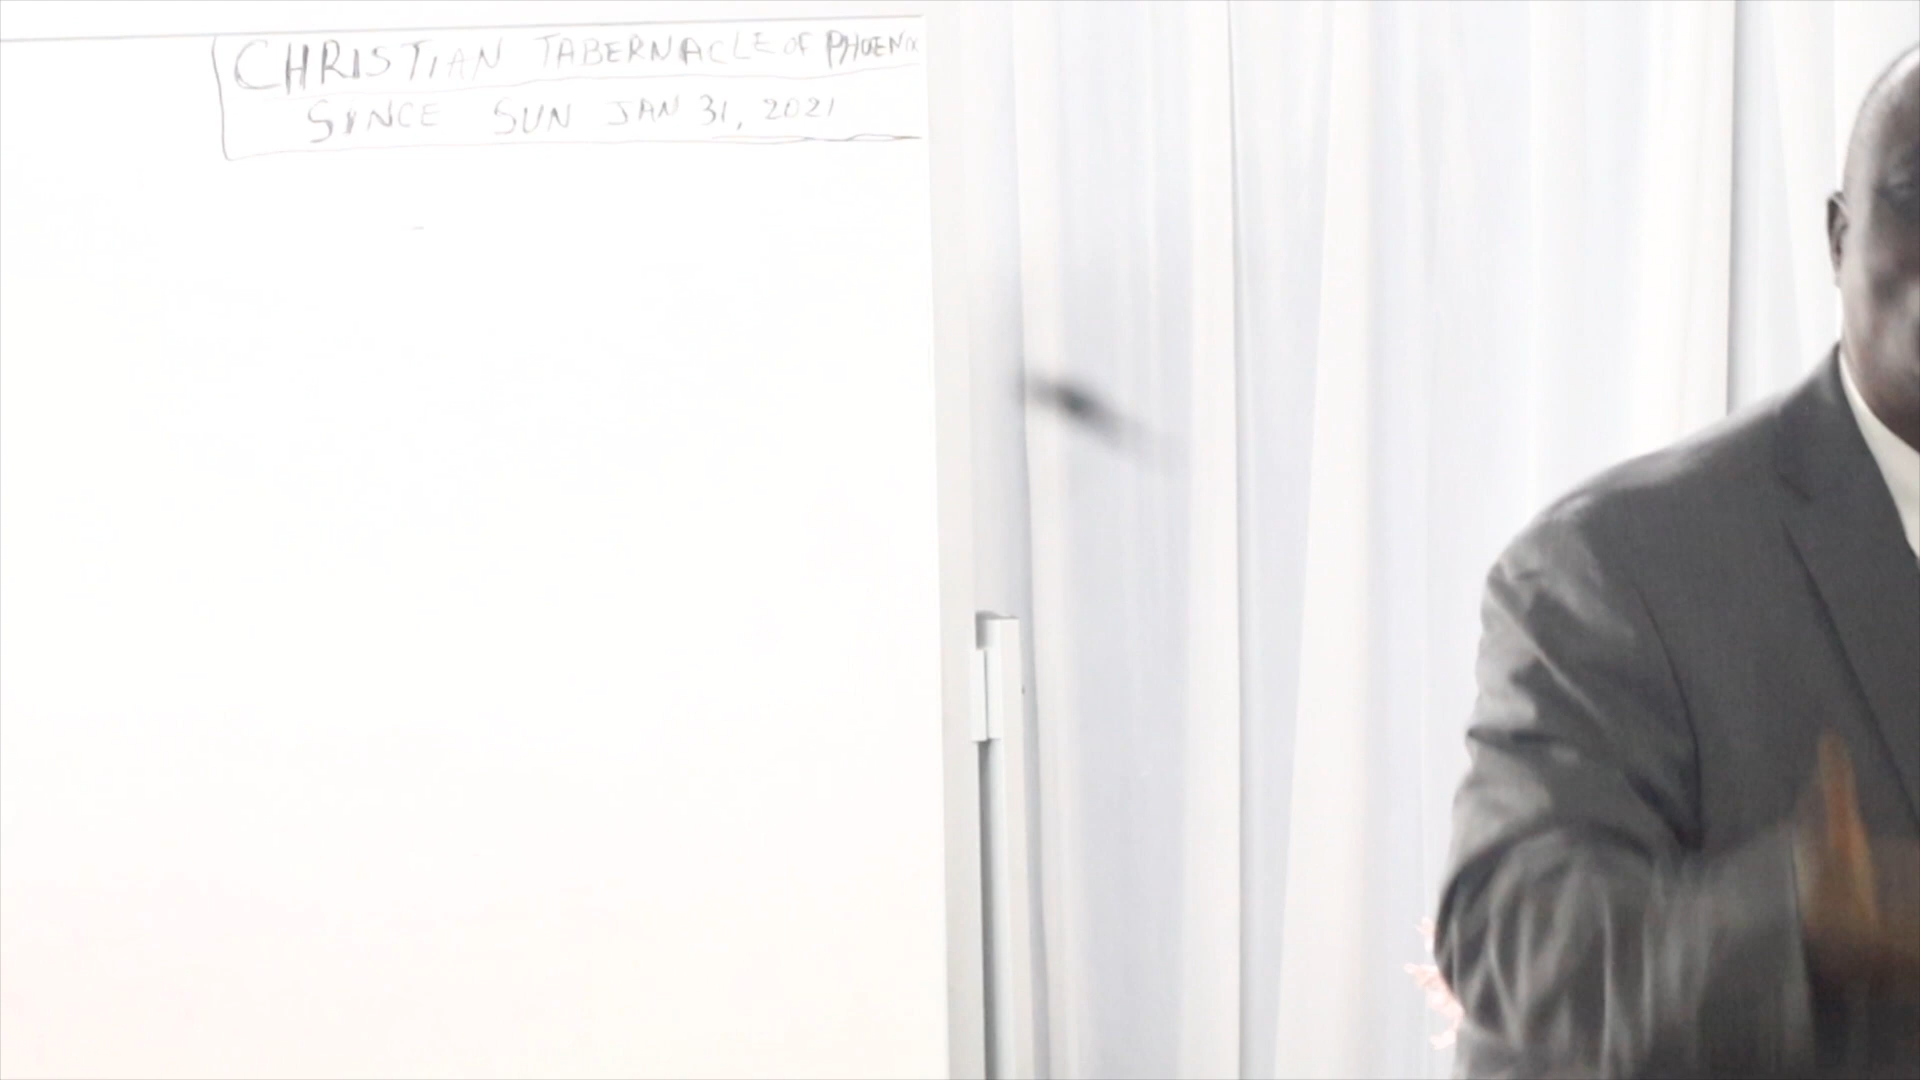 CHRISTIAN TABERNACLE OF PHOENIX
SINCE SUN JAN 31, 2021